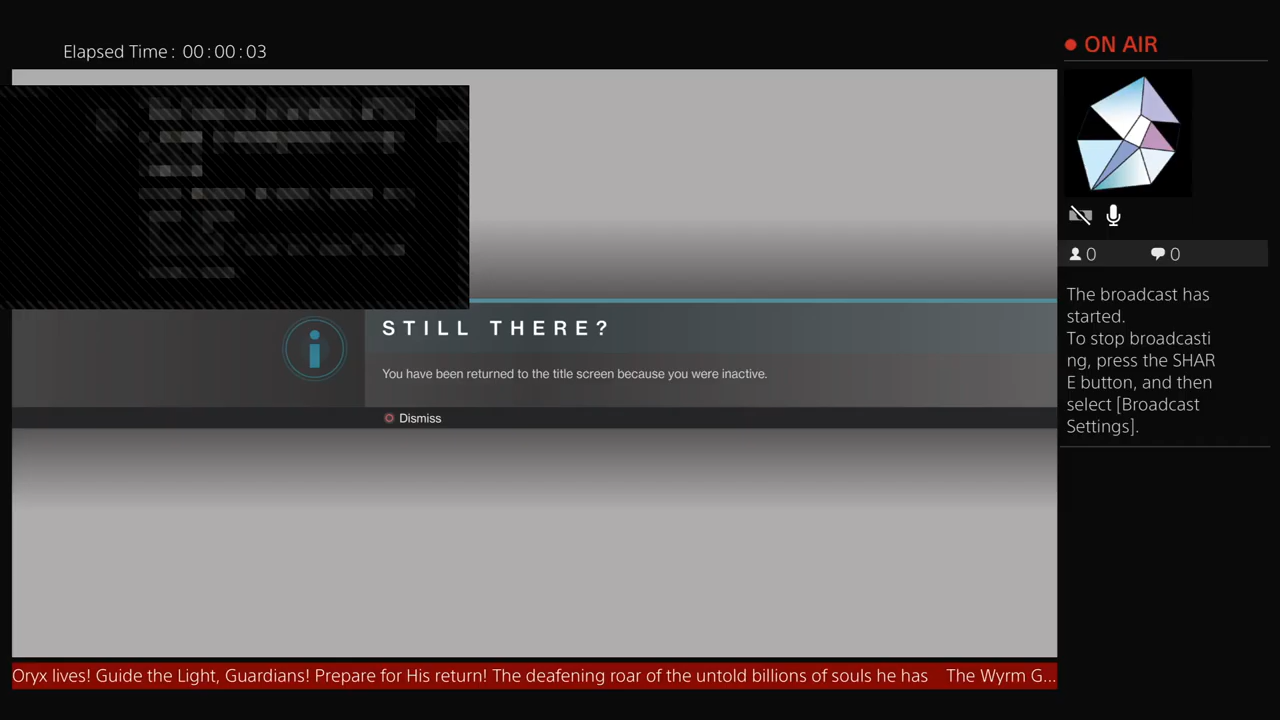 Elapsed Time: 00:00:03
ON AIR
0
0
The broadcast has
started.
To stop broadcasti
ng, press the SHAR
E button, and then
select [Broadcast
Settings].
STILL THERE?
You have been returned to the title screen because you were inactive.
Dismiss
Oryx lives! Guide the Light, Guardians! Prepare for His return! The deafening roar of the untold billions of souls he has The Wyrm G...